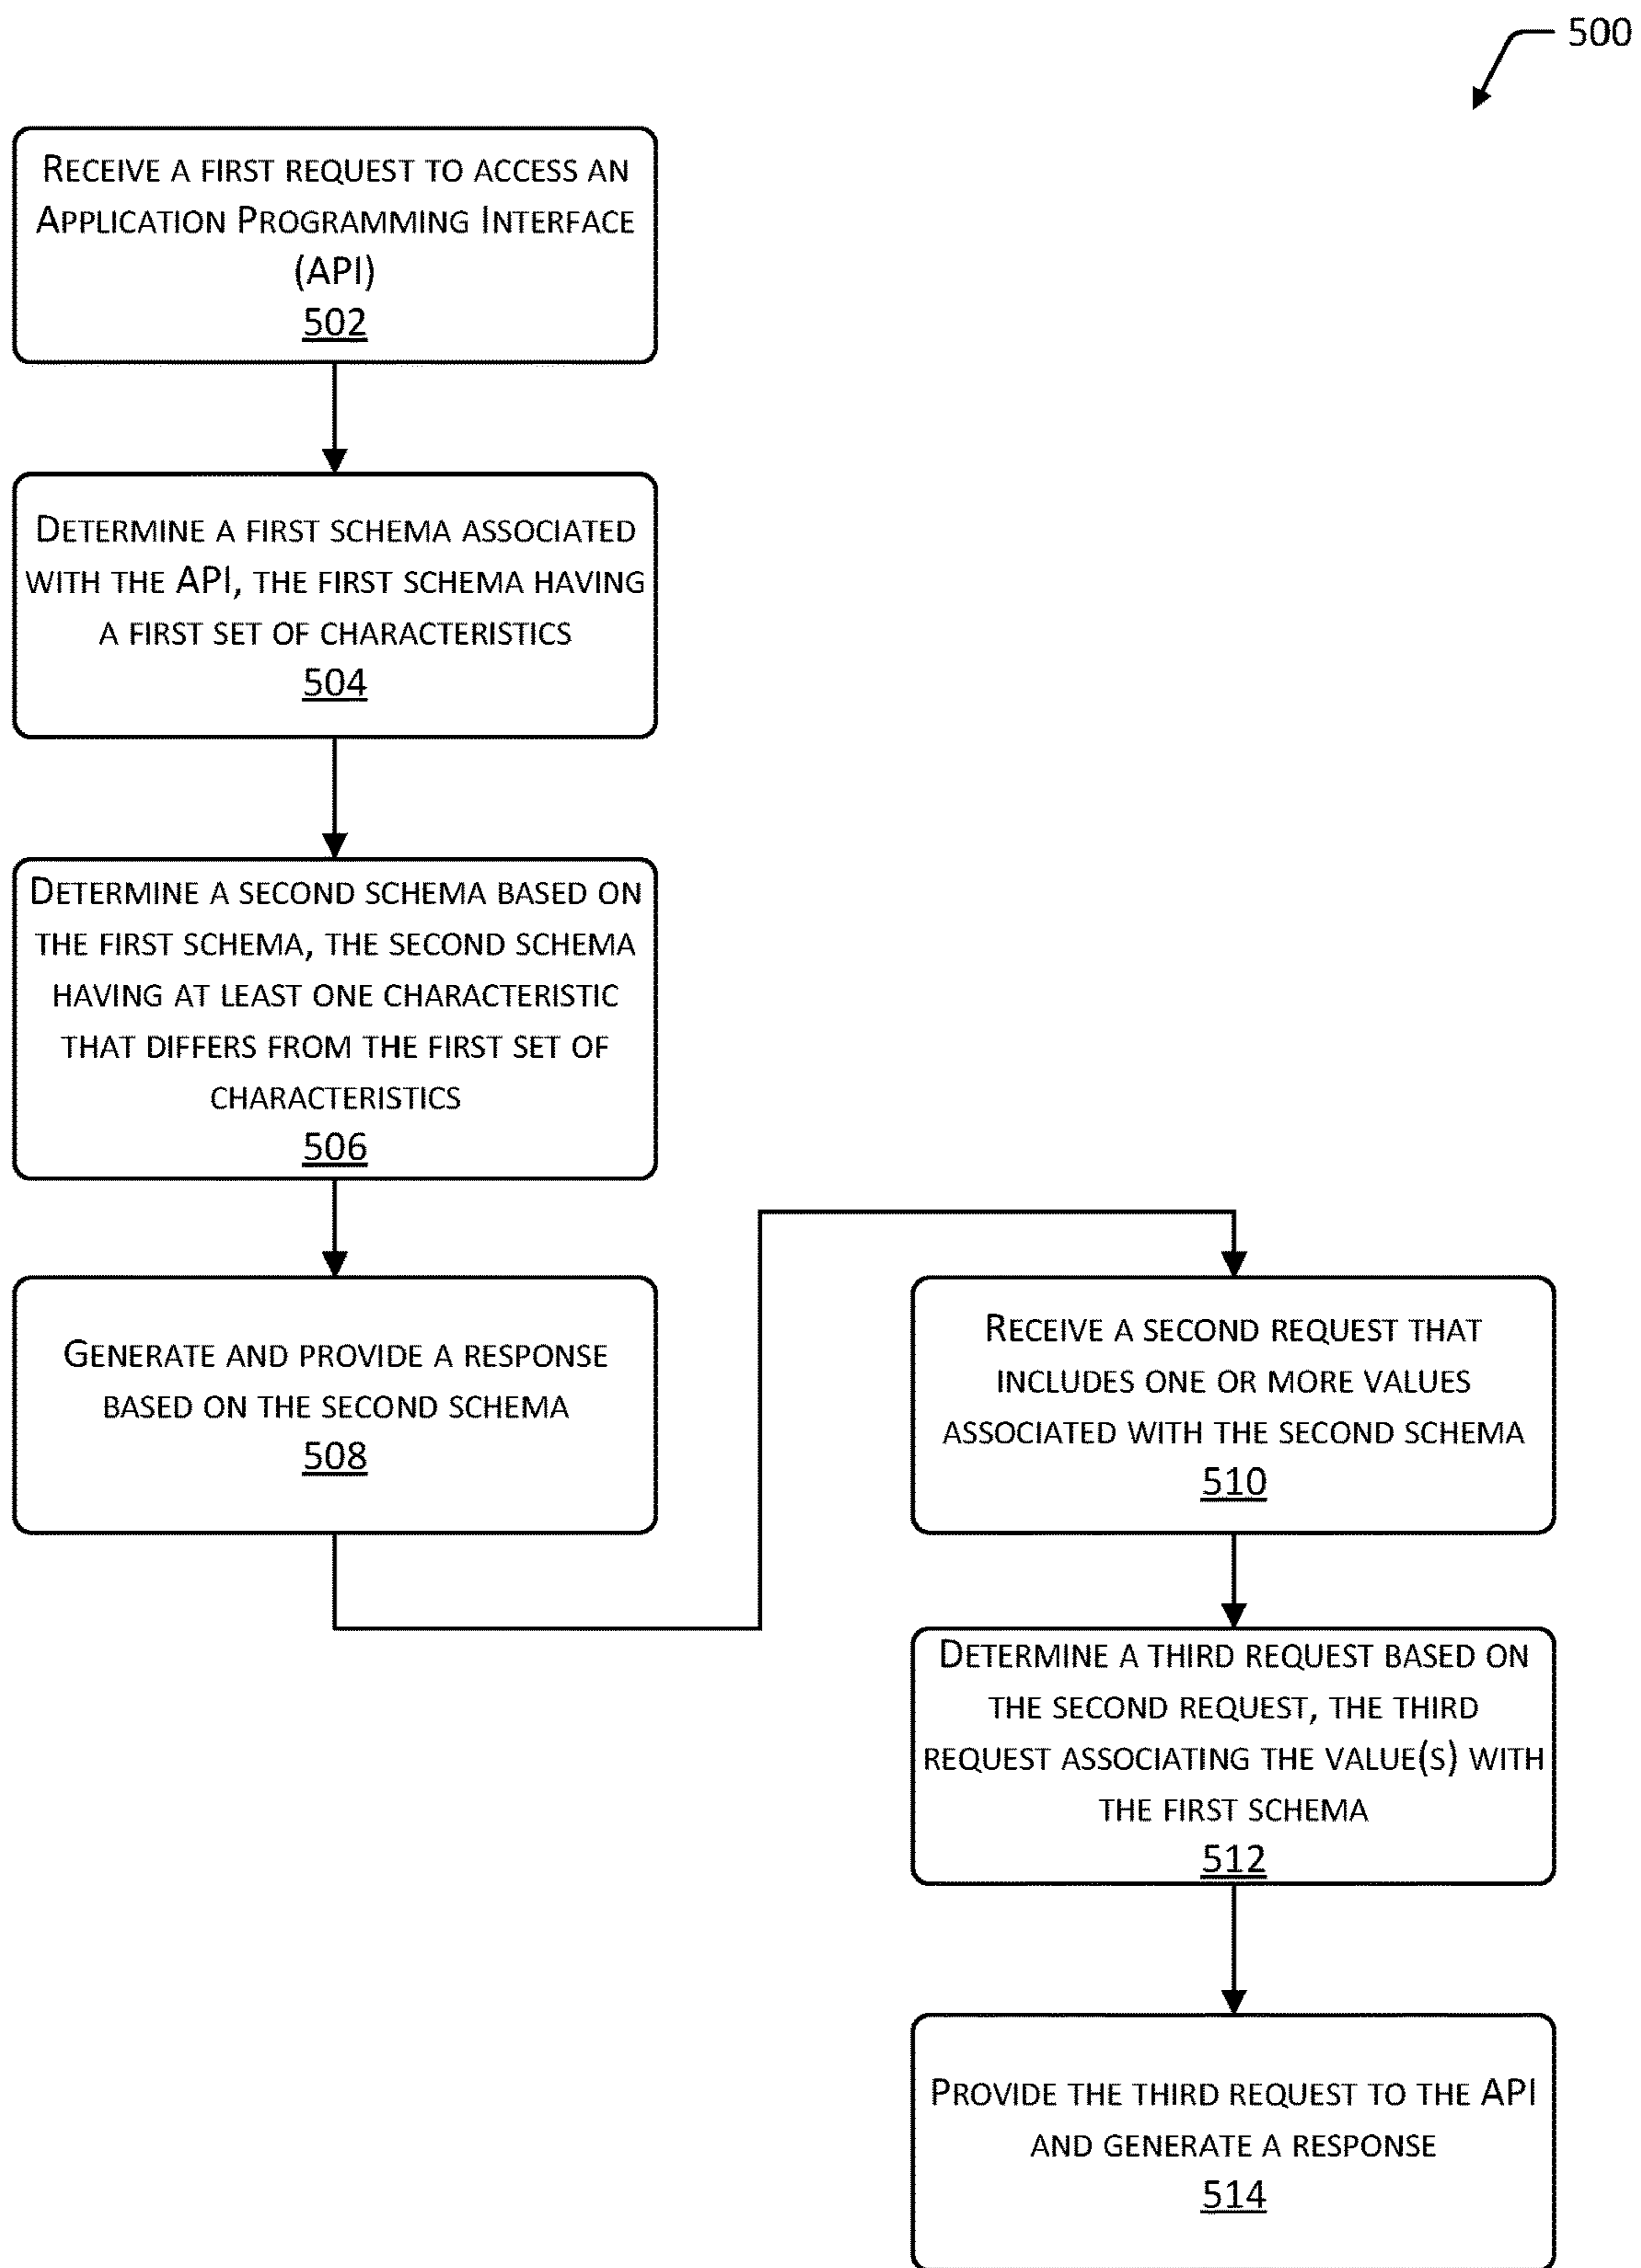 500
RECEIVE A FIRST REQUEST TO ACCESS AN
APPLICATION PROGRAMMING INTERFACE
(API)
502
DETERMINE A FIRST SCHEMA ASSOCIATED
WITH THE API, THE FIRST SCHEMA HAVING
A FIRST SET OF CHARACTERISTICS
504
DETERMINE A SECOND SCHEMA BASED ON
THE FIRST SCHEMA, THE SECOND SCHEMA
HAVING AT LEAST ONE CHARACTERISTIC
THAT DIFFERS FROM THE FIRST SET OF
CHARACTERISTICS
506
GENERATE AND PROVIDE A RESPONSE
BASED ON THE SECOND SCHEMA
508
RECEIVE A SECOND REQUEST THAT
INCLUDES ONE OR MORE VALUES
ASSOCIATED WITH THE SECOND SCHEMA
510
DETERMINE A THIRD REQUEST BASED ON
THE SECOND REQUEST, THE THIRD
REQUEST ASSOCIATING THE VALUE(S) WITH
THE FIRST SCHEMA
512
PROVIDE THE THIRD REQUEST TO THE API
AND GENERATE A RESPONSE
514